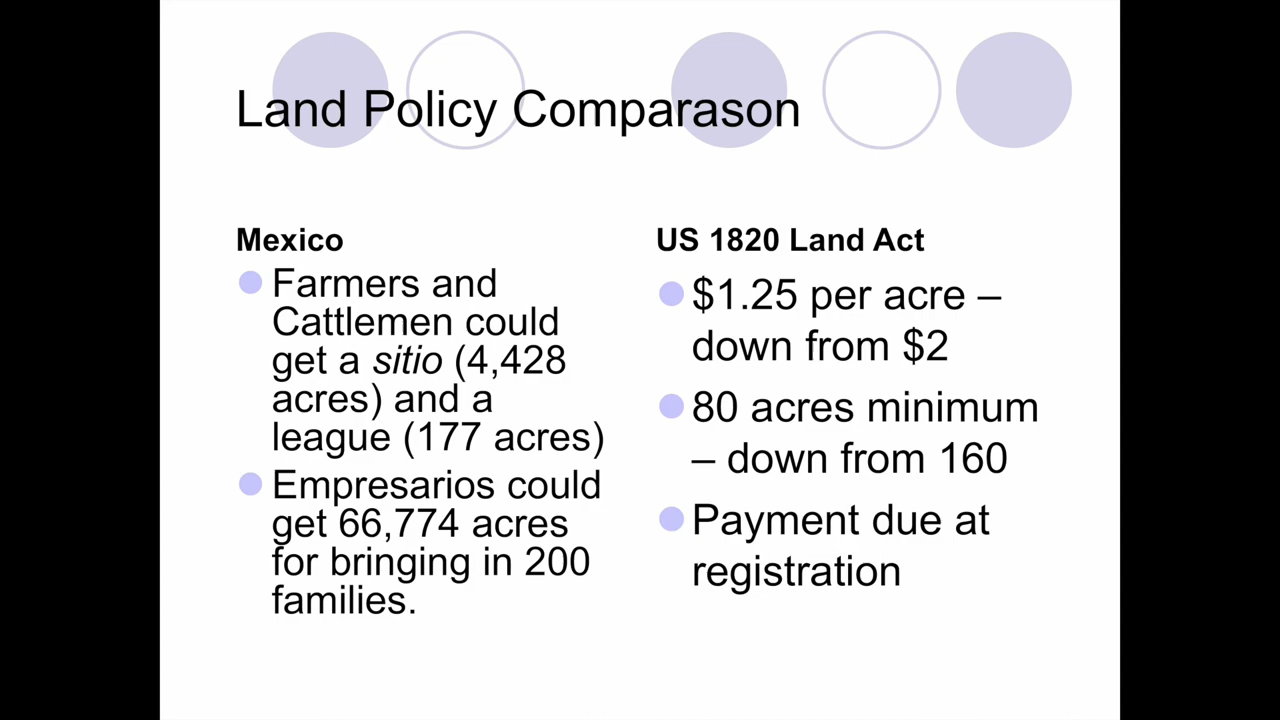 Land Policy Comparason
Mexico
Farmers and
Cattlemen could
get a sitio (4,428
acres) and a
league (177 acres)
Empresarios could
get 66,774 acres
for bringing in 200
families.
US 1820 Land Act
$1.25 per acre –
down from $2
80 acres minimum
– down from 160
Payment due at
registration